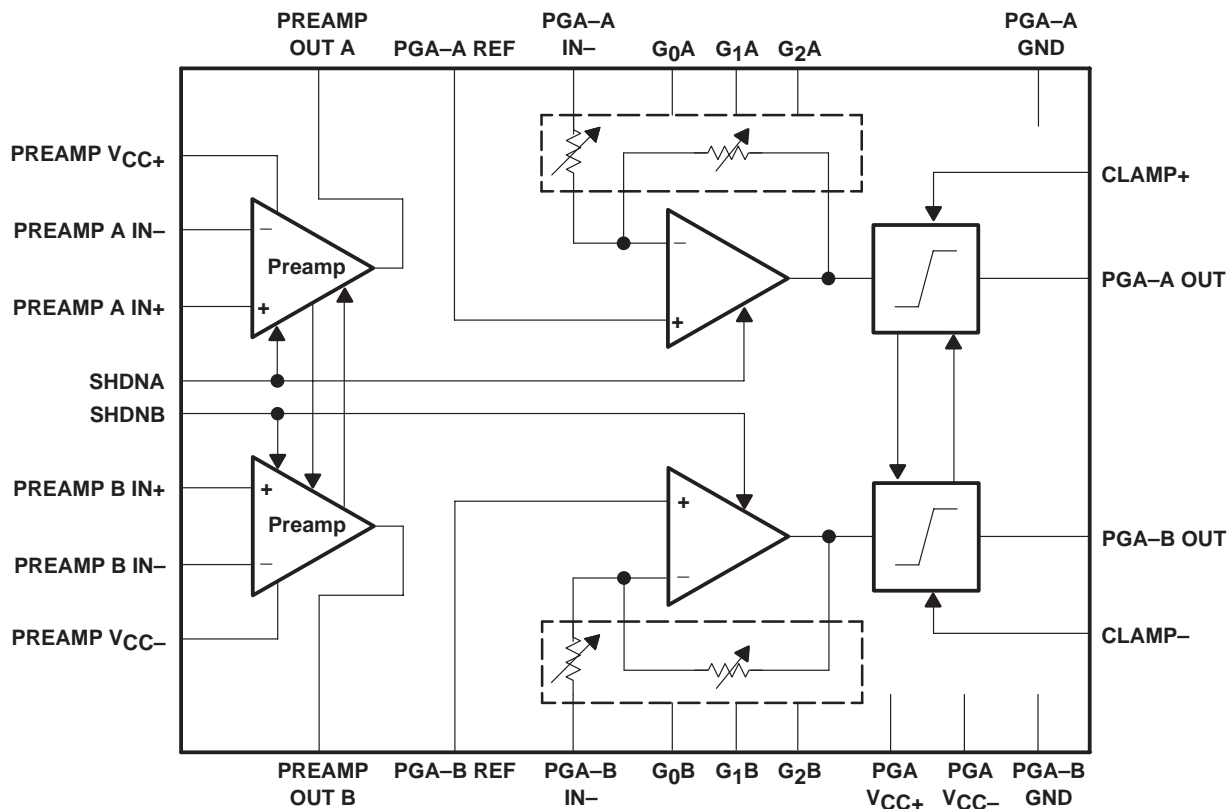 PREAMP
OUT A
PGA–A REF
PGA–A
IN–
G0A
G1A
G2A
PGA–A
GND
PREAMP VCC+
PREAMP A IN–
PREAMP A IN+
SHDNA
SHDNB
PREAMP B IN+
PREAMP B IN–
PREAMP VCC–
–
Preamp
+
–
+
CLAMP+
PGA–A OUT
+
Preamp
–
+
–
PGA–B OUT
CLAMP–
PREAMP
OUT B
PGA–B REF
PGA–B
IN–
G0B
G1B
G2B
PGA
VCC+
PGA
VCC–
PGA–B
GND